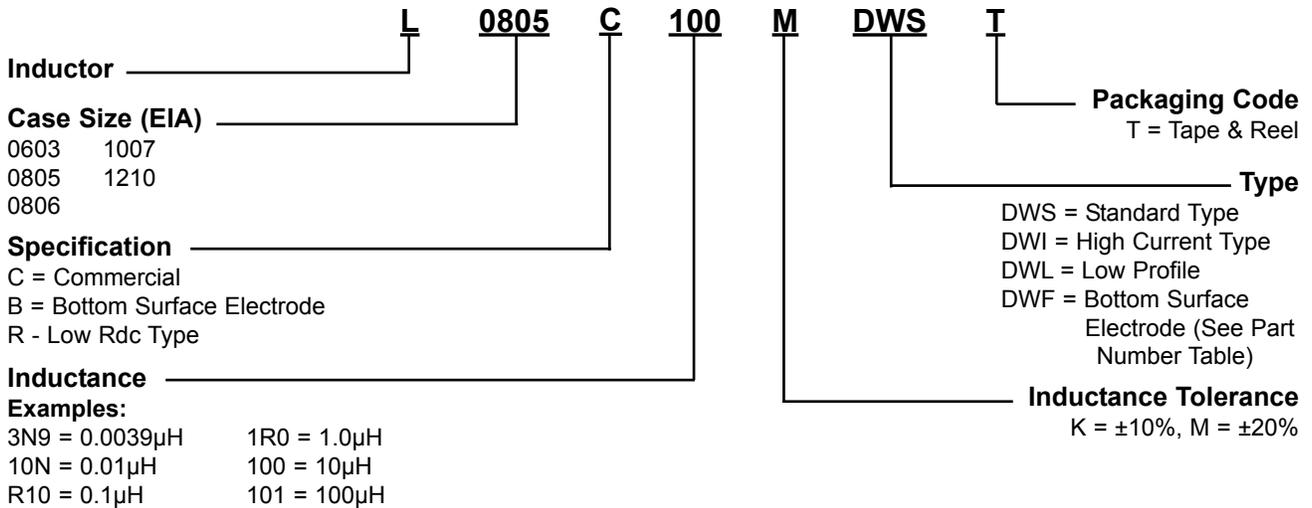 L 0805 C 100 M DWS T
Inductor
Case Size (EIA)
0603 1007
0805 1210
0806
Specification
C = Commercial
B = Bottom Surface Electrode
R - Low Rdc Type
Inductance
Examples:
3N9 = 0.0039µH 1R0 = 1.0µH
10N = 0.01µH 100 = 10µH
R10 = 0.1µH 101 = 100µH
Packaging Code
T = Tape & Reel
Type
DWS = Standard Type
DWI = High Current Type
DWL = Low Profile
DWF = Bottom Surface
Electrode (See Part
Number Table)
Inductance Tolerance
K = ±10%, M = ±20%